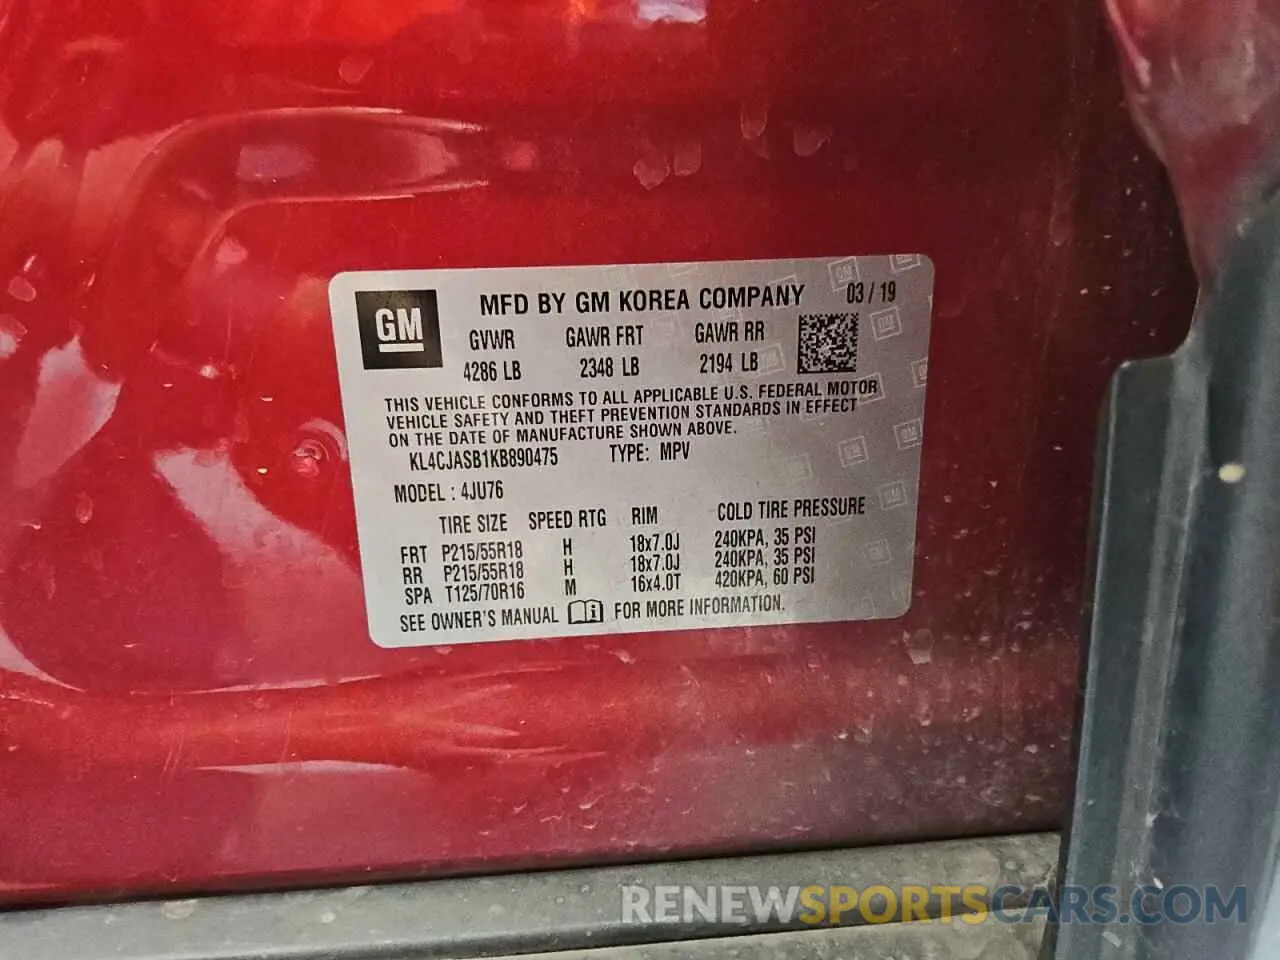 GM
MFD BY GM KOREA COMPANY 03 / 19
GVWR GAWR FRT GAWR RR
4286 LB 2348 LB 2194 LB
THIS VEHICLE CONFORMS TO ALL APPLICABLE U.S. FEDERAL MOTOR
VEHICLE SAFETY AND THEFT PREVENTION STANDARDS IN EFFECT
ON THE DATE OF MANUFACTURE SHOWN ABOVE.
KL4CJASB1KB890475 TYPE: MPV
MODEL : 4JU76
TIRE SIZE SPEED RTG RIM COLD TIRE PRESSURE
FRT P215/55R18 H 18x7.0J 240KPA, 35 PSI
RR P215/55R18 H 18x7.0J 240KPA, 35 PSI
SPA T125/70R16 M 16x4.0T 420KPA, 60 PSI
SEE OWNER'S MANUAL FOR MORE INFORMATION.
RENEWSPORTSCARS.COM